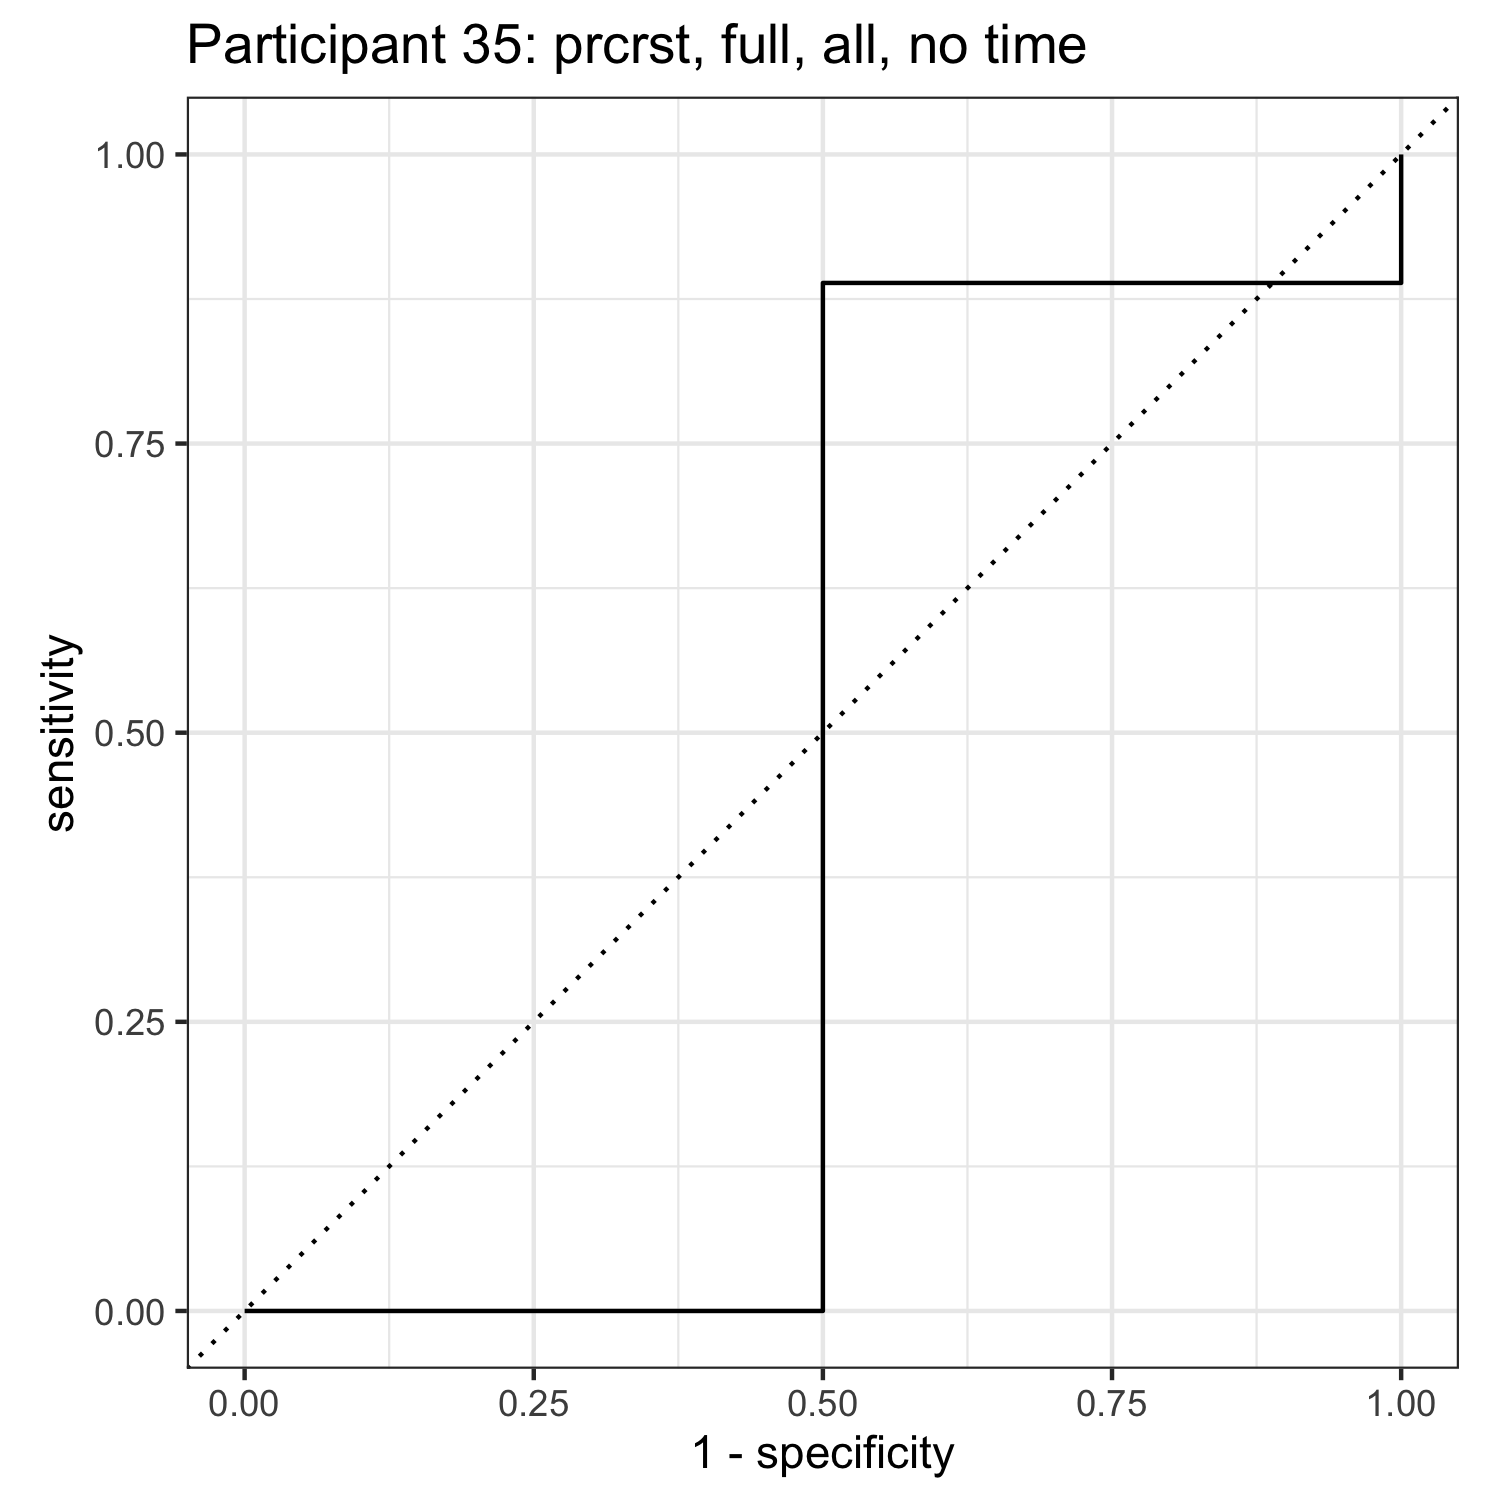 Participant 35: prcrst, full, all, no time
1.00
0.75
0.50
0.25
0.00
sensitivity
0.00 0.25 0.50 0.75 1.00
1 - specificity